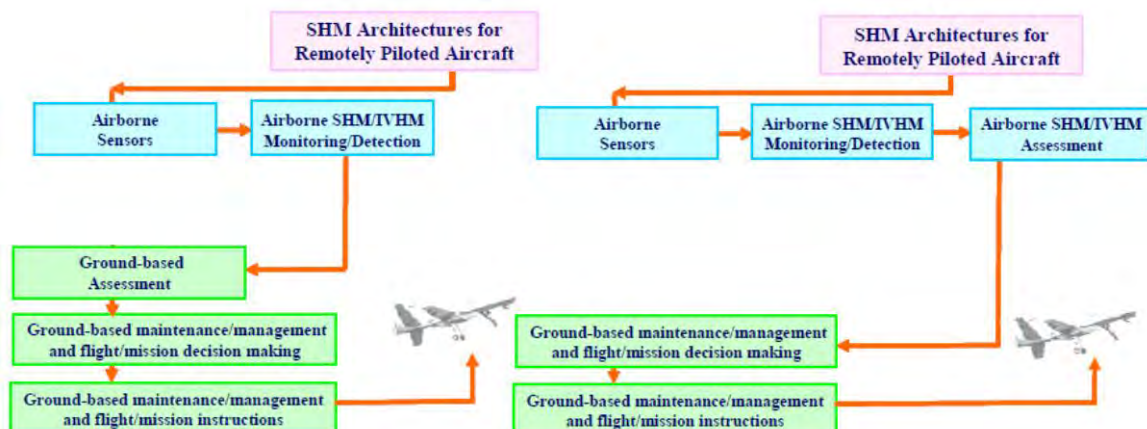 SHM Architectures for
Remotely Piloted Aircraft
Airborne
Sensors
Airborne SHM/IVHM
Monitoring/Detection
Ground-based
Assessment
Ground-based maintenance/management
and flight/mission decision making
Ground-based maintenance/management
and flight/mission instructions
SHM Architectures for
Remotely Piloted Aircraft
Airborne
Sensors
Airborne SHM/IVHM
Monitoring/Detection
Airborne SHM/IVHM
Assessment
Ground-based maintenance/management
and flight/mission decision making
Ground-based maintenance/management
and flight/mission instructions